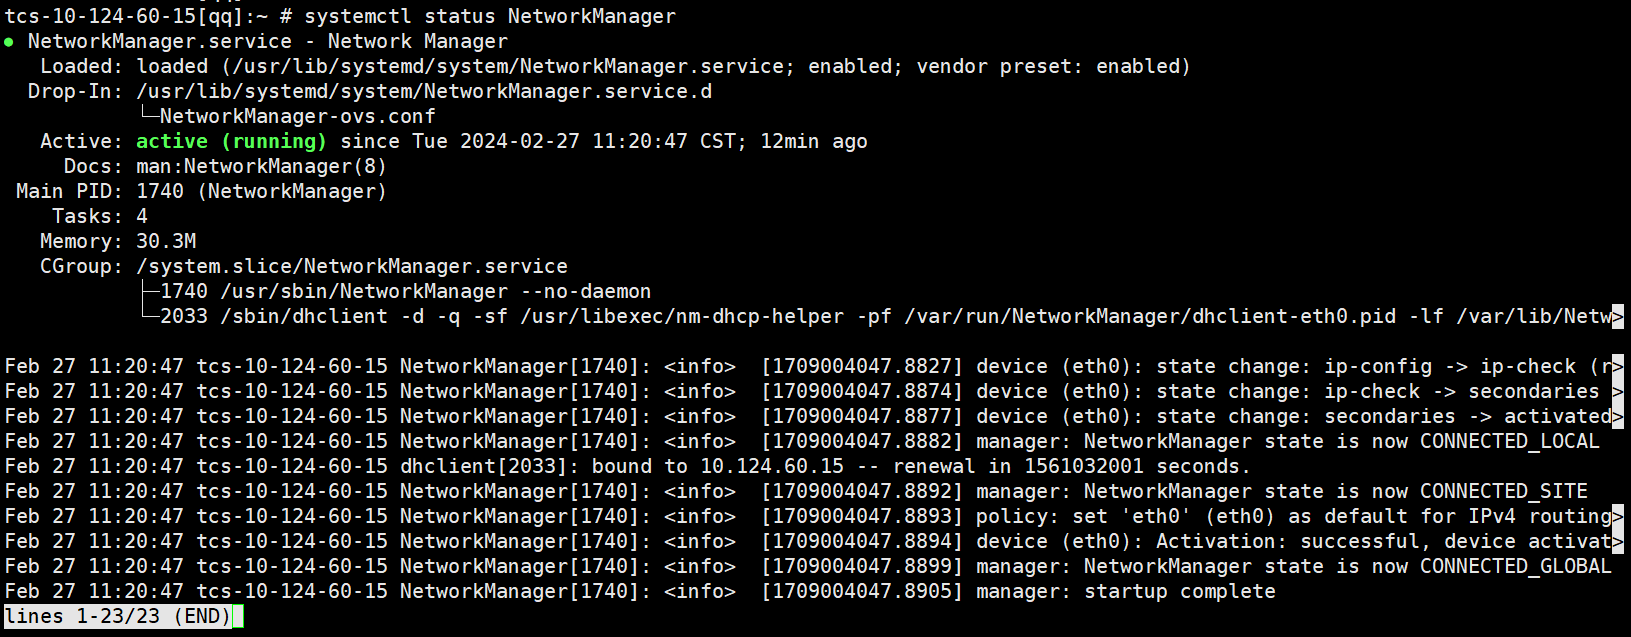 tcs-10-124-60-15[qq]:~ # systemctl status NetworkManager
● NetworkManager.service - Network Manager
   Loaded: loaded (/usr/lib/systemd/system/NetworkManager.service; enabled; vendor preset: enabled)
  Drop-In: /usr/lib/systemd/system/NetworkManager.service.d
           └─NetworkManager-ovs.conf
   Active: active (running) since Tue 2024-02-27 11:20:47 CST; 12min ago
     Docs: man:NetworkManager(8)
 Main PID: 1740 (NetworkManager)
    Tasks: 4
   Memory: 30.3M
   CGroup: /system.slice/NetworkManager.service
           ├─1740 /usr/sbin/NetworkManager --no-daemon
           └─2033 /sbin/dhclient -d -q -sf /usr/libexec/nm-dhcp-helper -pf /var/run/NetworkManager/dhclient-eth0.pid -lf /var/lib/Netw>

Feb 27 11:20:47 tcs-10-124-60-15 NetworkManager[1740]: <info>  [1709004047.8827] device (eth0): state change: ip-config -> ip-check (r>
Feb 27 11:20:47 tcs-10-124-60-15 NetworkManager[1740]: <info>  [1709004047.8874] device (eth0): state change: ip-check -> secondaries >
Feb 27 11:20:47 tcs-10-124-60-15 NetworkManager[1740]: <info>  [1709004047.8877] device (eth0): state change: secondaries -> activated>
Feb 27 11:20:47 tcs-10-124-60-15 NetworkManager[1740]: <info>  [1709004047.8882] manager: NetworkManager state is now CONNECTED_LOCAL
Feb 27 11:20:47 tcs-10-124-60-15 dhclient[2033]: bound to 10.124.60.15 -- renewal in 1561032001 seconds.
Feb 27 11:20:47 tcs-10-124-60-15 NetworkManager[1740]: <info>  [1709004047.8892] manager: NetworkManager state is now CONNECTED_SITE
Feb 27 11:20:47 tcs-10-124-60-15 NetworkManager[1740]: <info>  [1709004047.8893] policy: set 'eth0' (eth0) as default for IPv4 routing>
Feb 27 11:20:47 tcs-10-124-60-15 NetworkManager[1740]: <info>  [1709004047.8894] device (eth0): Activation: successful, device activat>
Feb 27 11:20:47 tcs-10-124-60-15 NetworkManager[1740]: <info>  [1709004047.8899] manager: NetworkManager state is now CONNECTED_GLOBAL
Feb 27 11:20:47 tcs-10-124-60-15 NetworkManager[1740]: <info>  [1709004047.8905] manager: startup complete
lines 1-23/23 (END)